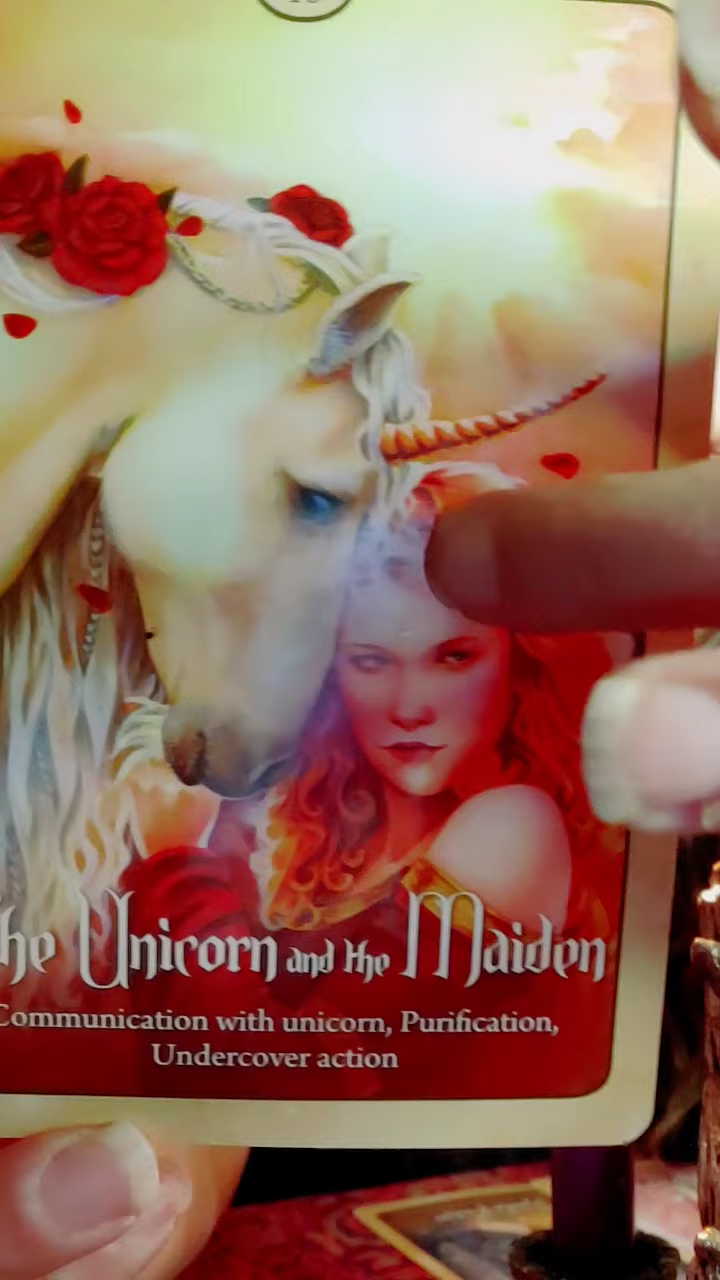 he Unicorn and the Maiden
Communication with unicorn, Purification,
Undercover action